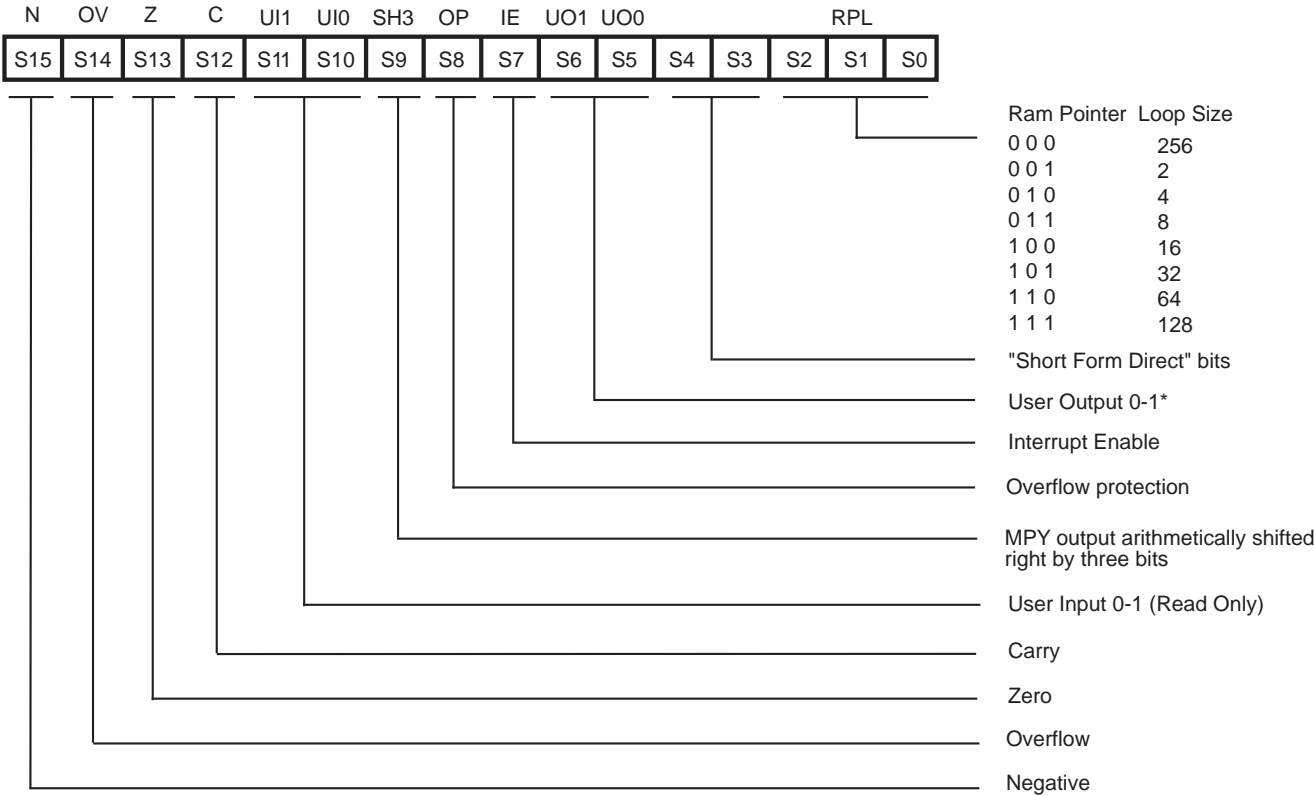 N OV Z C UI1 UI0 SH3 OP IE UO1 UO0 RPL
S15 S14 S13 S12 S11 S10 S9 S8 S7 S6 S5 S4 S3 S2 S1 S0
Ram Pointer Loop Size
0 0 0 256
0 0 1 2
0 1 0 4
0 1 1 8
1 0 0 16
1 0 1 32
1 1 0 64
1 1 1 128
"Short Form Direct" bits
User Output 0-1*
Interrupt Enable
Overflow protection
MPY output arithmetically shifted
right by three bits
User Input 0-1 (Read Only)
Carry
Zero
Overflow
Negative